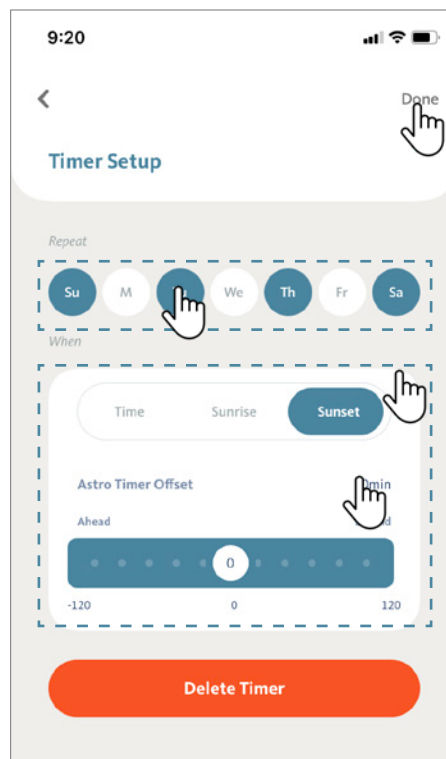 9:20
Done
Timer Setup
Repeat
Su M We Th Fr Sa
When
Time Sunrise Sunset
Astro Timer Offset
Ahead
0
-120 0 120
Delete Timer